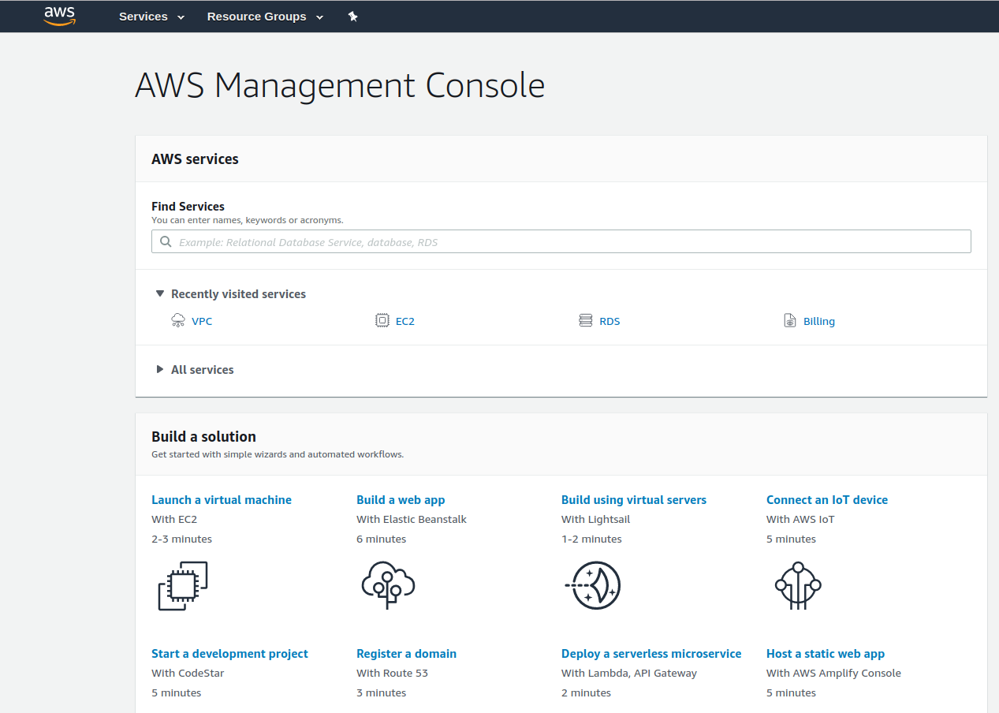 aws Services Resource Groups
AWS Management Console
AWS services
Find Services
You can enter names, keywords or acronyms.
Example: Relational Database Service, database, RDS
Recently visited services
VPC EC2 RDS Billing
All services
Build a solution
Get started with simple wizards and automated workflows.
Launch a virtual machine
With EC2
2-3 minutes
Build a web app
With Elastic Beanstalk
6 minutes
Build using virtual servers
With Lightsail
1-2 minutes
Connect an IoT device
With AWS IoT
5 minutes
Start a development project
With CodeStar
5 minutes
Register a domain
With Route 53
3 minutes
Deploy a serverless microservice
With Lambda, API Gateway
2 minutes
Host a static web app
With AWS Amplify Console
5 minutes